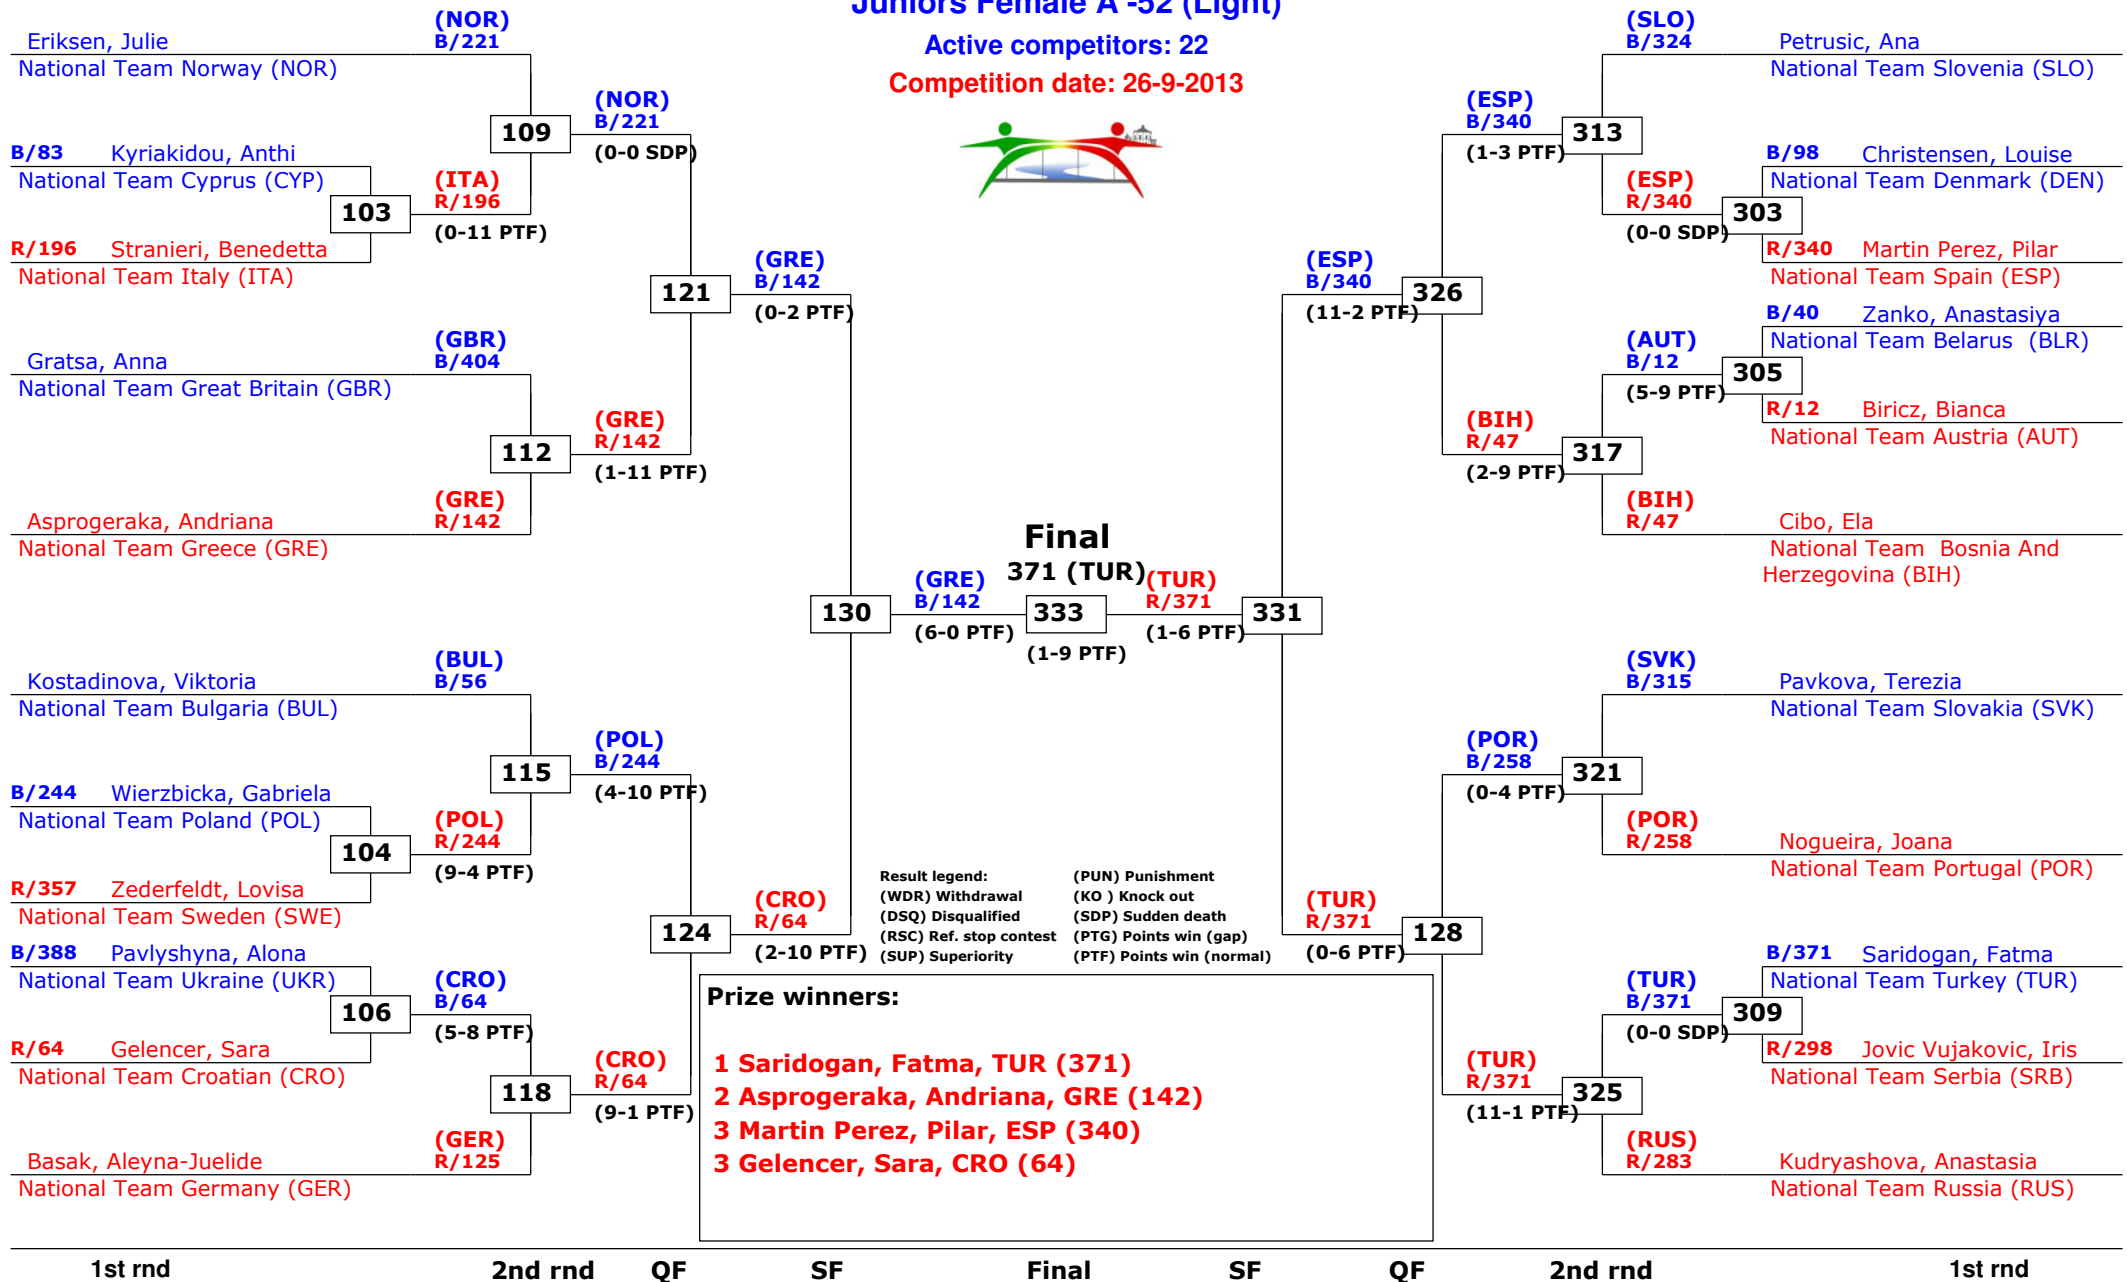 Juniors Female A -52 (Light)
Active competitors: 22
Competition date: 26-9-2013
(NOR)
B/221
Eriksen, Julie
National Team Norway (NOR)
109
(NOR)
B/221
(0-0 SDP)
B/83 Kyriakidou, Anthi
National Team Cyprus (CYP)
103
(ITA)
R/196
(0-11 PTF)
R/196 Stranieri, Benedetta
National Team Italy (ITA)
121
(GRE)
B/142
(0-2 PTF)
(GBR)
B/404
Gratsa, Anna
National Team Great Britain (GBR)
112
(GRE)
R/142
(1-11 PTF)
(GRE)
R/142
Asprogeraka, Andriana
National Team Greece (GRE)
130
(GRE)
B/142
(6-0 PTF)
(BUL)
B/56
Kostadinova, Viktoria
National Team Bulgaria (BUL)
115
(POL)
B/244
(4-10 PTF)
B/244 Wierzbicka, Gabriela
National Team Poland (POL)
104
(POL)
R/244
(9-4 PTF)
R/357 Zederfeldt, Lovisa
National Team Sweden (SWE)
124
(CRO)
R/64
(2-10 PTF)
B/388 Pavlyshyna, Alona
National Team Ukraine (UKR)
106
(CRO)
B/64
(5-8 PTF)
R/64 Gelencer, Sara
National Team Croatian (CRO)
118
(CRO)
R/64
(9-1 PTF)
(GER)
R/125
Basak, Aleyna-Juelide
National Team Germany (GER)
Final
371 (TUR)
333
(1-9 PTF)
(TUR)
R/371
(1-6 PTF)
331
(SLO)
B/324
Petrusic, Ana
National Team Slovenia (SLO)
(ESP)
B/340
(1-3 PTF)
313
B/98 Christensen, Louise
National Team Denmark (DEN)
(ESP)
R/340
(0-0 SDP)
303
R/340 Martin Perez, Pilar
National Team Spain (ESP)
(ESP)
B/340
(11-2 PTF)
326
B/40 Zanko, Anastasiya
National Team Belarus (BLR)
(AUT)
B/12
(5-9 PTF)
305
R/12 Biricz, Bianca
National Team Austria (AUT)
(BIH)
R/47
(2-9 PTF)
317
(BIH)
R/47
Cibo, Ela
National Team Bosnia And
Herzegovina (BIH)
(SVK)
B/315
Pavkova, Terezia
National Team Slovakia (SVK)
(POR)
B/258
(0-4 PTF)
321
(POR)
R/258
Nogueira, Joana
National Team Portugal (POR)
(TUR)
R/371
(0-6 PTF)
128
B/371 Saridogan, Fatma
National Team Turkey (TUR)
(TUR)
B/371
(0-0 SDP)
309
R/298 Jovic Vujakovic, Iris
National Team Serbia (SRB)
(TUR)
R/371
(11-1 PTF)
325
(RUS)
R/283
Kudryashova, Anastasia
National Team Russia (RUS)
Result legend: (PUN) Punishment
(WDR) Withdrawal (KO ) Knock out
(DSQ) Disqualified (SDP) Sudden death
(RSC) Ref. stop contest (PTG) Points win (gap)
(SUP) Superiority (PTF) Points win (normal)
Prize winners:
1 Saridogan, Fatma, TUR (371)
2 Asprogeraka, Andriana, GRE (142)
3 Martin Perez, Pilar, ESP (340)
3 Gelencer, Sara, CRO (64)
1st rnd 2nd rnd QF SF Final SF QF 2nd rnd 1st rnd